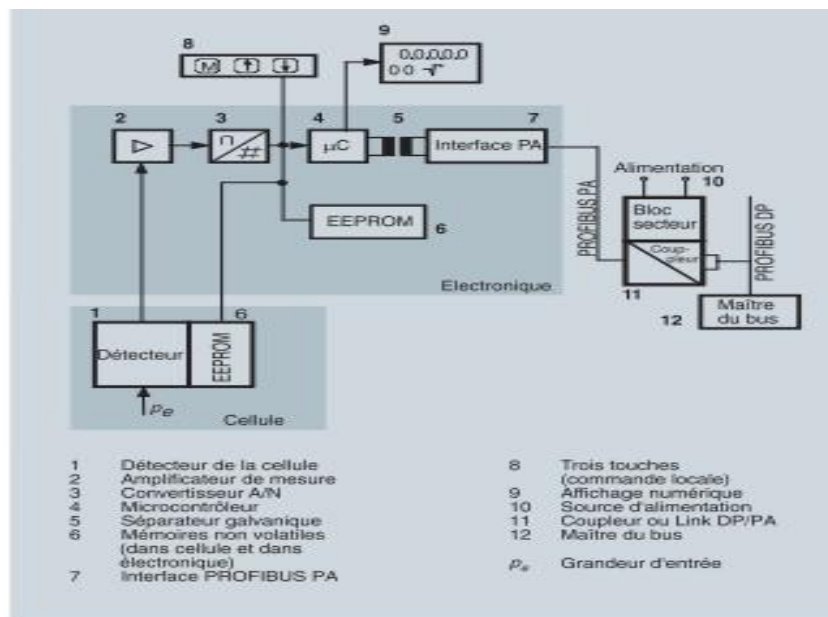 8
9
M
0,0,0,0,0
0 0 √
2
3
4
5
7
n
#
µC
Interface PA
Alimentation
10
PROFIBUS PA
PROFIBUS DP
Bloc
secteur
EEPROM
6
Coup-
pleur
Electronique
11
12
Maître
du bus
1
6
Détecteur
EEPROM
pe
Cellule
1 Détecteur de la cellule
2 Amplificateur de mesure
3 Convertisseur A/N
4 Microcontrôleur
5 Séparateur galvanique
6 Mémoires non volatiles
(dans cellule et dans
électronique)
7 Interface PROFIBUS PA
8 Trois touches
(commande locale)
9 Affichage numérique
10 Source d'alimentation
11 Coupleur ou Link DP/PA
12 Maître du bus
pe Grandeur d'entrée